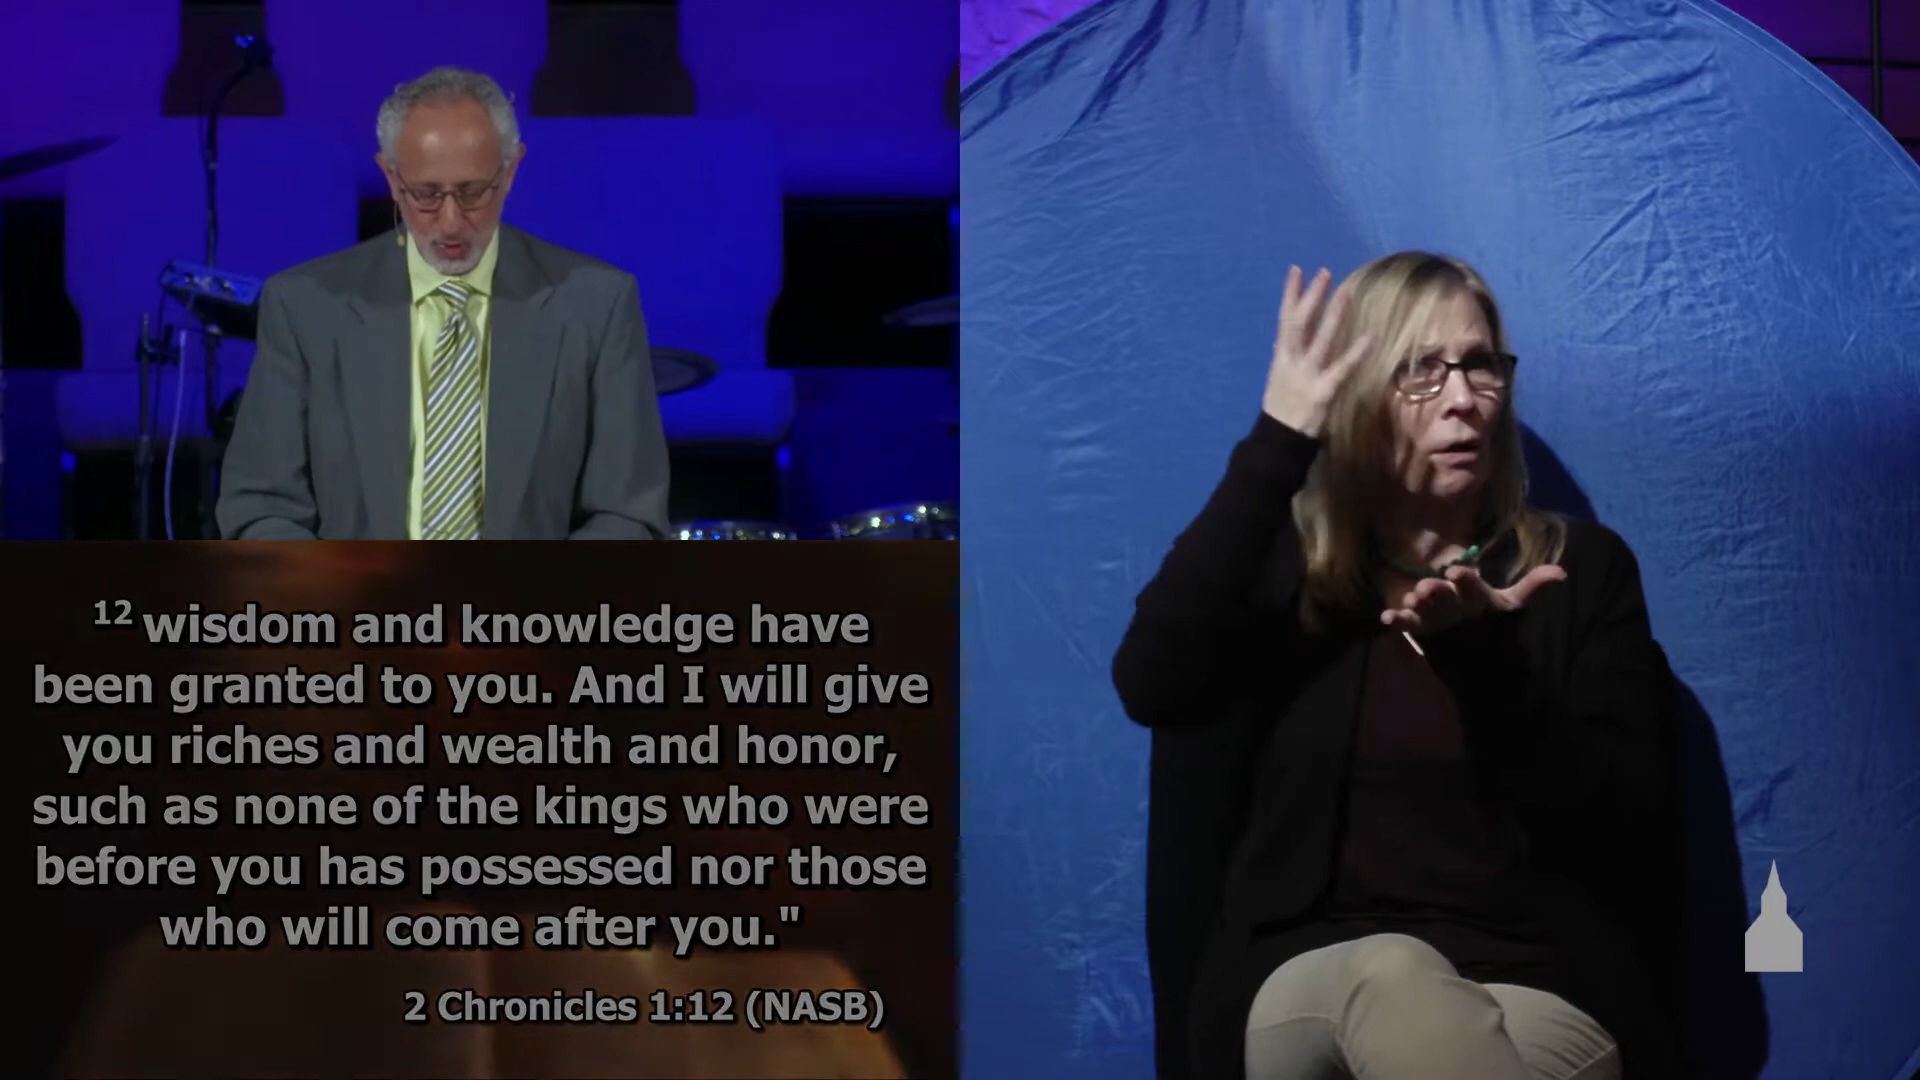 12 wisdom and knowledge have
been granted to you. And I will give
you riches and wealth and honor,
such as none of the kings who were
before you has possessed nor those
who will come after you."
2 Chronicles 1:12 (NASB)